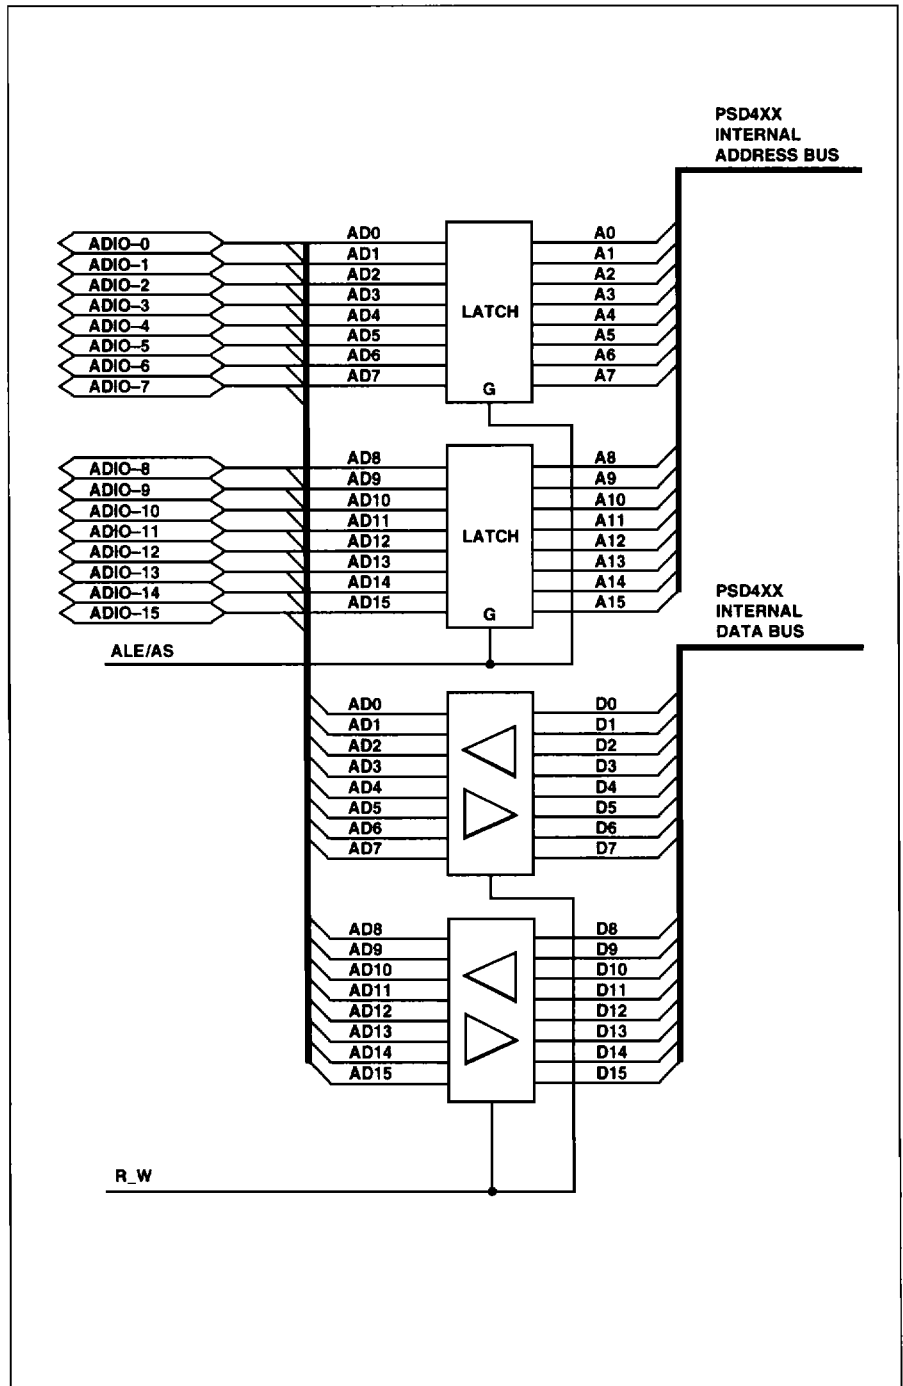 PSD4XX
INTERNAL
ADDRESS BUS
ADIO–0 AD0 A0
ADIO–1 AD1 A1
ADIO–2 AD2 A2
ADIO–3 AD3 A3
ADIO–4 AD4 LATCH A4
ADIO–5 AD5 A5
ADIO–6 AD6 A6
ADIO–7 AD7 G A7
ADIO–8 AD8 A8
ADIO–9 AD9 A9
ADIO–10 AD10 A10
ADIO–11 AD11 A11
ADIO–12 AD12 LATCH A12
ADIO–13 AD13 A13
ADIO–14 AD14 A14
ADIO–15 AD15 G A15
PSD4XX
INTERNAL
DATA BUS
ALE/AS
AD0 D0
AD1 D1
AD2 D2
AD3 D3
AD4 D4
AD5 D5
AD6 D6
AD7 D7
AD8 D8
AD9 D9
AD10 D10
AD11 D11
AD12 D12
AD13 D13
AD14 D14
AD15 D15
R_W